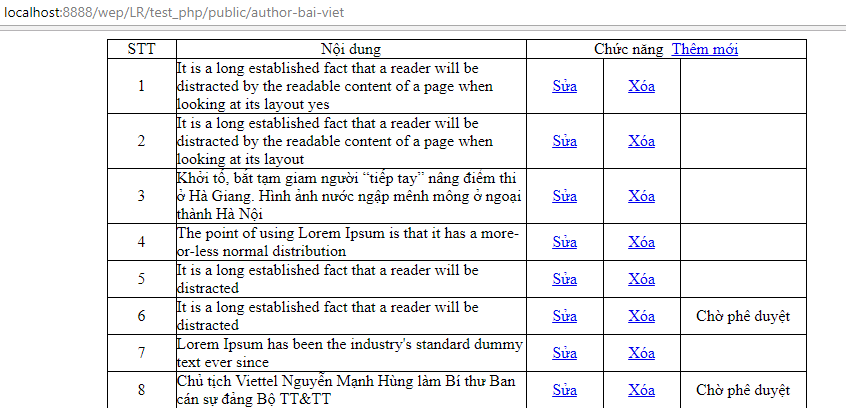 localhost:8888/wep/LR/test_php/public/author-bai-viet
STT Nội dung Chức năng Thêm mới
1 It is a long established fact that a reader will be
distracted by the readable content of a page when
looking at its layout yes
Sửa Xóa
2 It is a long established fact that a reader will be
distracted by the readable content of a page when
looking at its layout
Sửa Xóa
3 Khởi tố, bắt tạm giam người “tiếp tay” nâng điểm thi
ở Hà Giang. Hình ảnh nước ngập mênh mông ở ngoại
thành Hà Nội
Sửa Xóa
4 The point of using Lorem Ipsum is that it has a more-
or-less normal distribution
Sửa Xóa
5 It is a long established fact that a reader will be
distracted
Sửa Xóa
6 It is a long established fact that a reader will be
distracted
Sửa Xóa Chờ phê duyệt
7 Lorem Ipsum has been the industry's standard dummy
text ever since
Sửa Xóa
8 Chủ tịch Viettel Nguyễn Mạnh Hùng làm Bí thư Ban
cán sự đảng Bộ TT&TT
Sửa Xóa Chờ phê duyệt